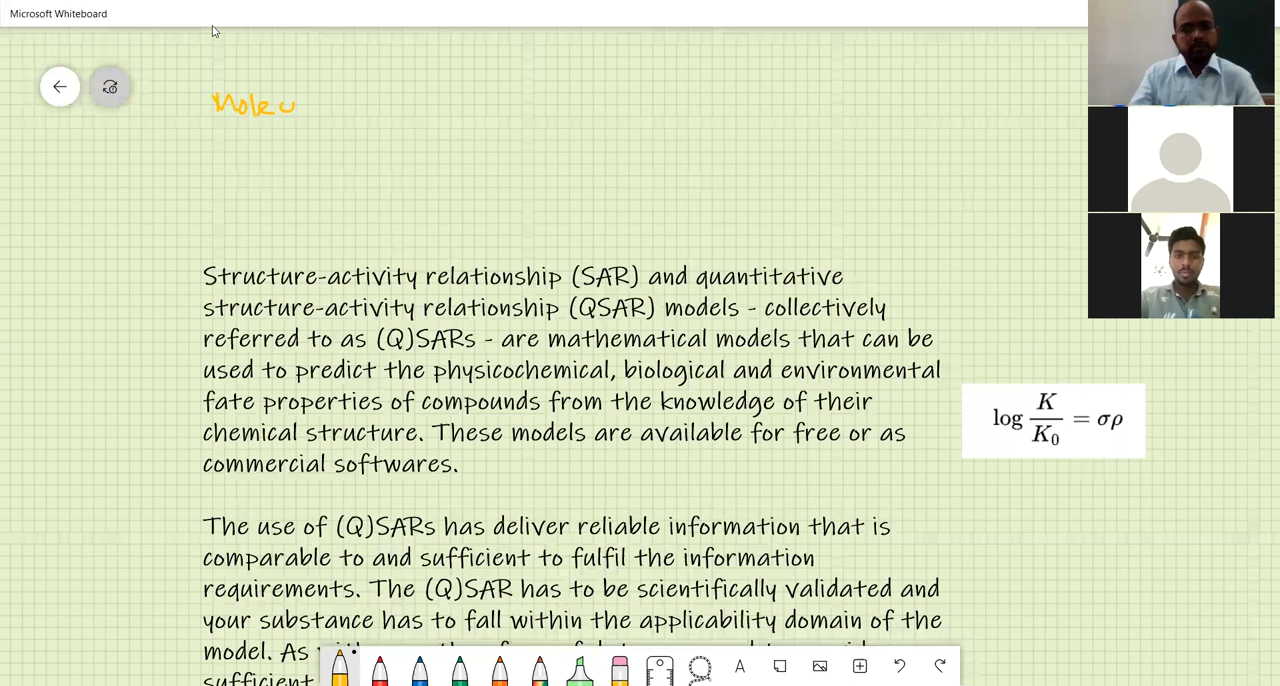 Microsoft Whiteboard
Moleu
Structure-activity relationship (SAR) and quantitative
structure-activity relationship (QSAR) models - collectively
referred to as (Q)SARs - are mathematical models that can be
used to predict the physicochemical, biological and environmental
fate properties of compounds from the knowledge of their
chemical structure. These models are available for free or as
commercial softwares.
log K/K₀ = σρ
The use of (Q)SARs has deliver reliable information that is
comparable to and sufficient to fulfil the information
requirements. The (Q)SAR has to be scientifically validated and
your substance has to fall within the applicability domain of the
model. As
sufficient
A